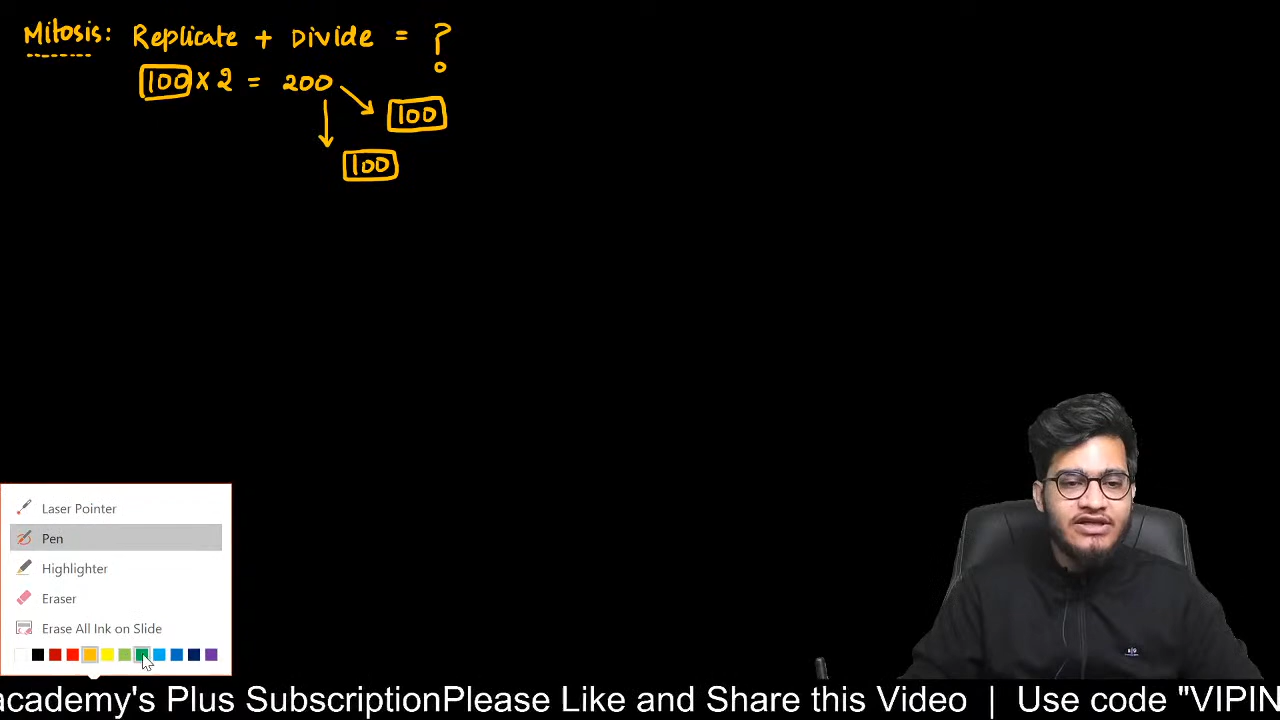 Mitosis: Replicate + Divide = ?
100 x 2 = 200
100
100
Laser Pointer
Pen
Highlighter
Eraser
Erase All Ink on Slide
academy's Plus SubscriptionPlease Like and Share this Video | Use code "VIPIN